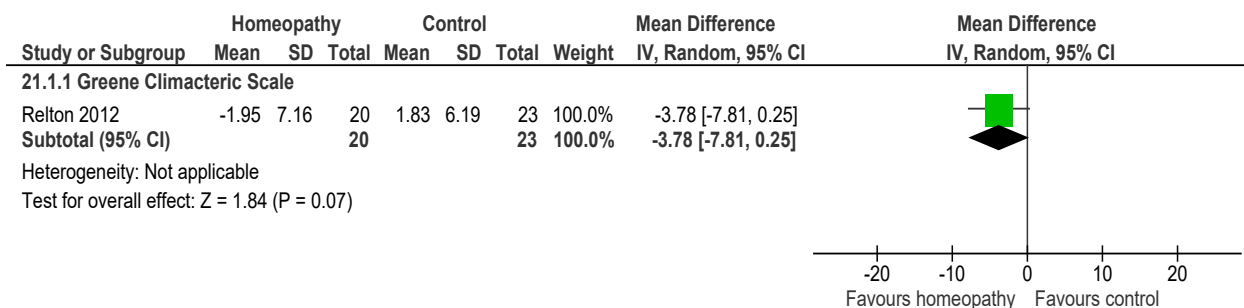 Homeopathy Control Mean Difference Mean Difference
Study or Subgroup Mean SD Total Mean SD Total Weight IV, Random, 95% CI IV, Random, 95% CI
21.1.1 Greene Climacteric Scale
Relton 2012 -1.95 7.16 20 1.83 6.19 23 100.0% -3.78 [-7.81, 0.25]
Subtotal (95% CI) 20 23 100.0% -3.78 [-7.81, 0.25]
Heterogeneity: Not applicable
Test for overall effect: Z = 1.84 (P = 0.07)
-20 -10 0 10 20
Favours homeopathy Favours control